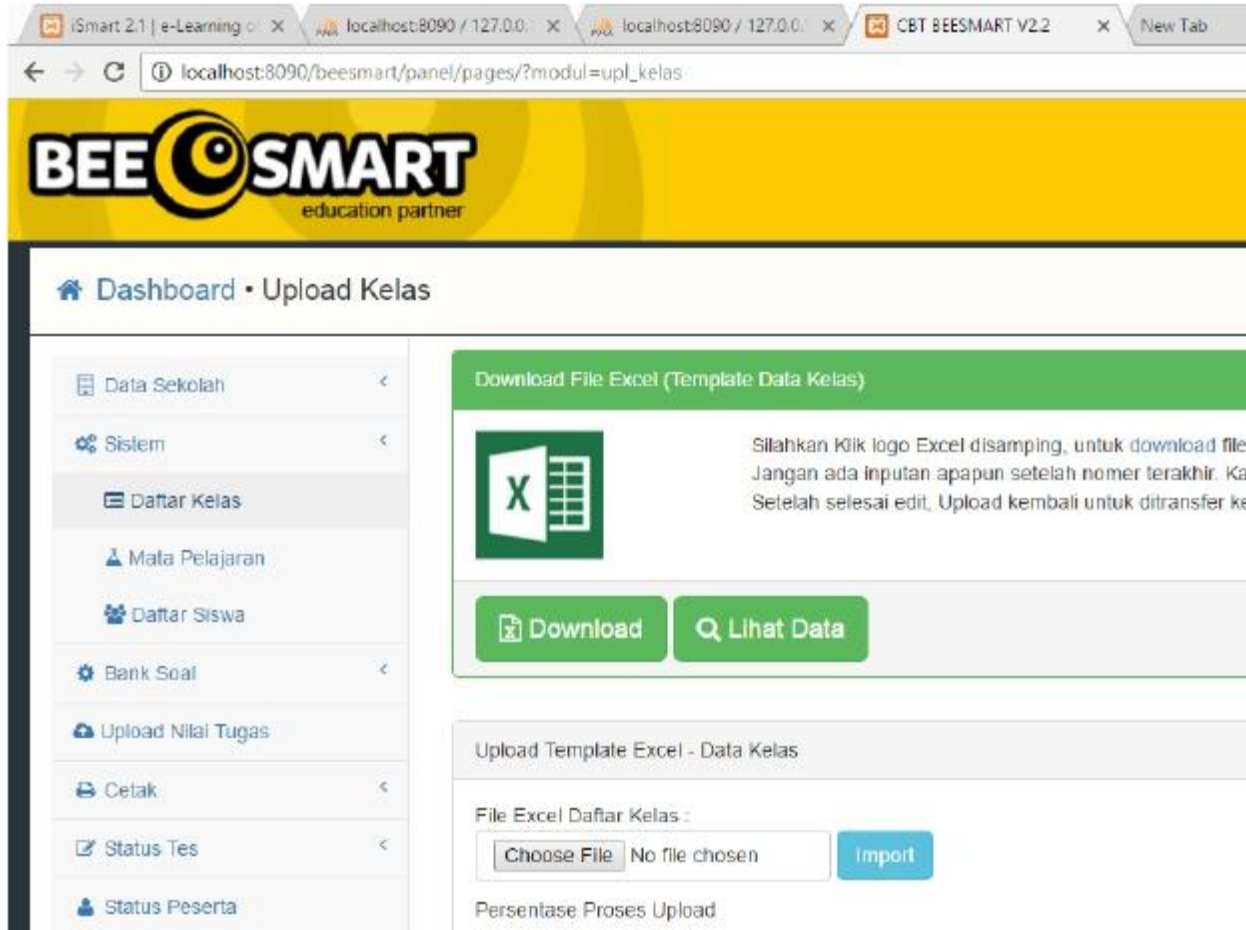 iSmart 2.1 | e-Learning o
localhost:8090 / 127.0.0.
localhost:8090 / 127.0.0.
CBT BEESMART V2.2
New Tab
localhost:8090/beesmart/panel/pages/?modul=upl_kelas
BEESMART
education partner
Dashboard • Upload Kelas
Data Sekolah
Sistem
Daftar Kelas
Mata Pelajaran
Daftar Siswa
Bank Soal
Upload Nilai Tugas
Cetak
Status Tes
Status Peserta
Download File Excel (Template Data Kelas)
X
Silahkan Klik logo Excel disamping, untuk download file
Jangan ada inputan apapun setelah nomer terakhir. Ka
Setelah selesai edit, Upload kembali untuk ditransfer ke
Download
Lihat Data
Upload Template Excel - Data Kelas
File Excel Daftar Kelas :
Choose File No file chosen
Import
Persentase Proses Upload